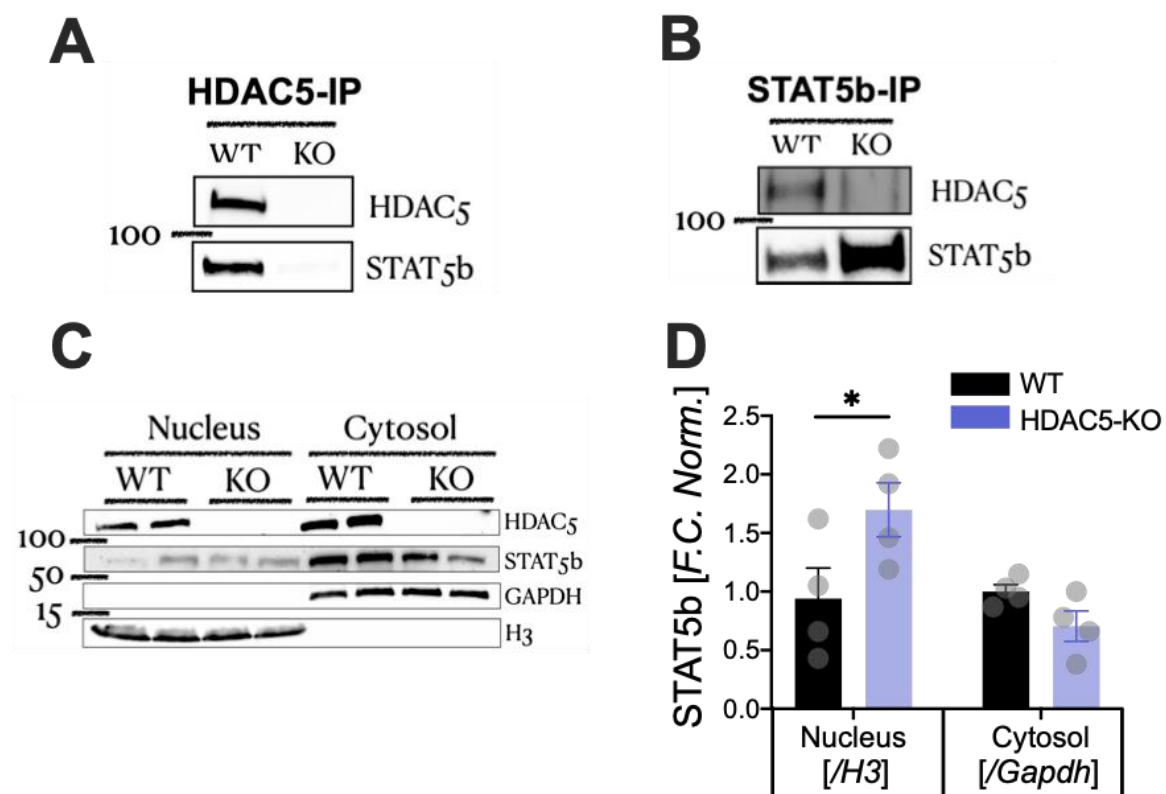 A
HDAC5-IP
WT KO
HDAC5
100
STAT5b
B
STAT5b-IP
WT KO
HDAC5
100
STAT5b
C
Nucleus Cytosol
WT KO WT KO
HDAC5
100
STAT5b
50
GAPDH
15
H3
D
WT
HDAC5-KO
STAT5b [F.C. Norm.]
2.5
*
2.0
1.5
1.0
0.5
0.0
Nucleus Cytosol
[/H3] [/Gapdh]